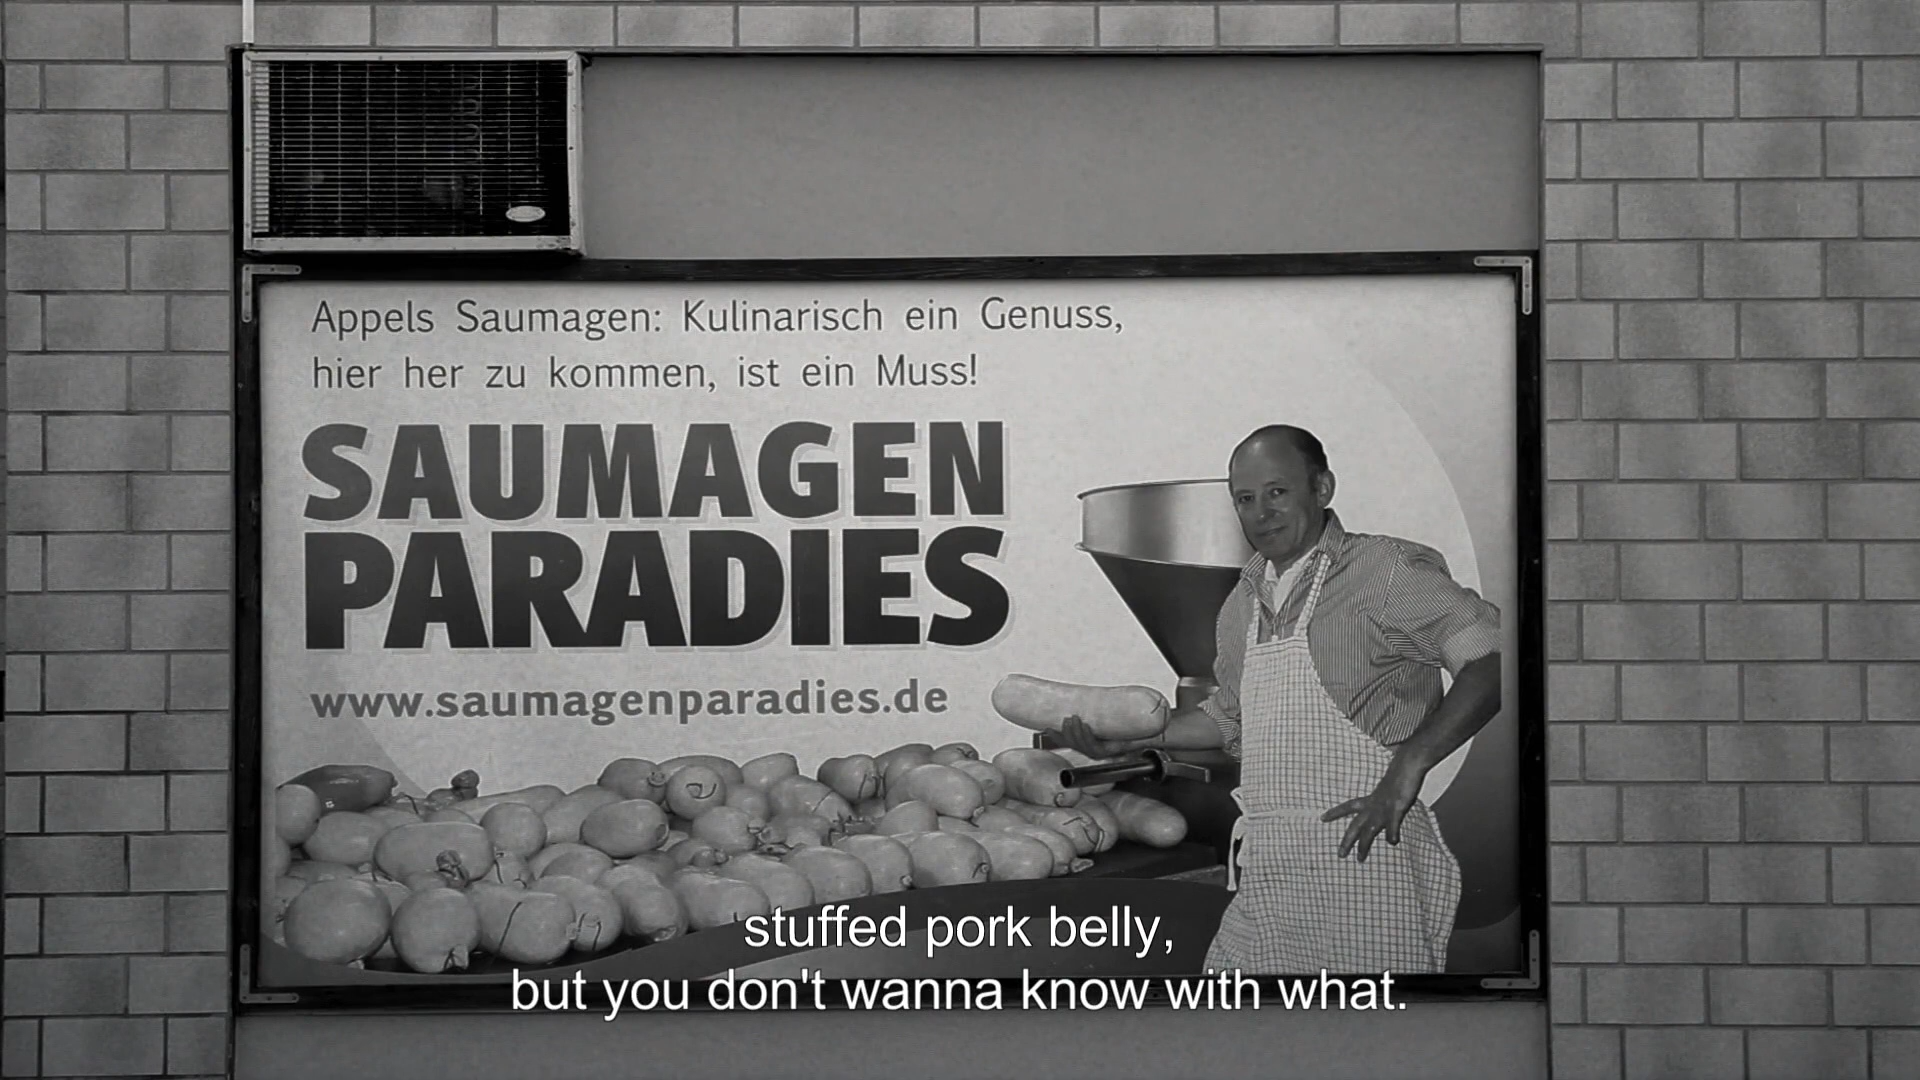 Appels Saumagen: Kulinarisch ein Genuss,
hier her zu kommen, ist ein Muss!
SAUMAGEN
PARADIES
www.saumagenparadies.de
stuffed pork belly,
but you don't wanna know with what.